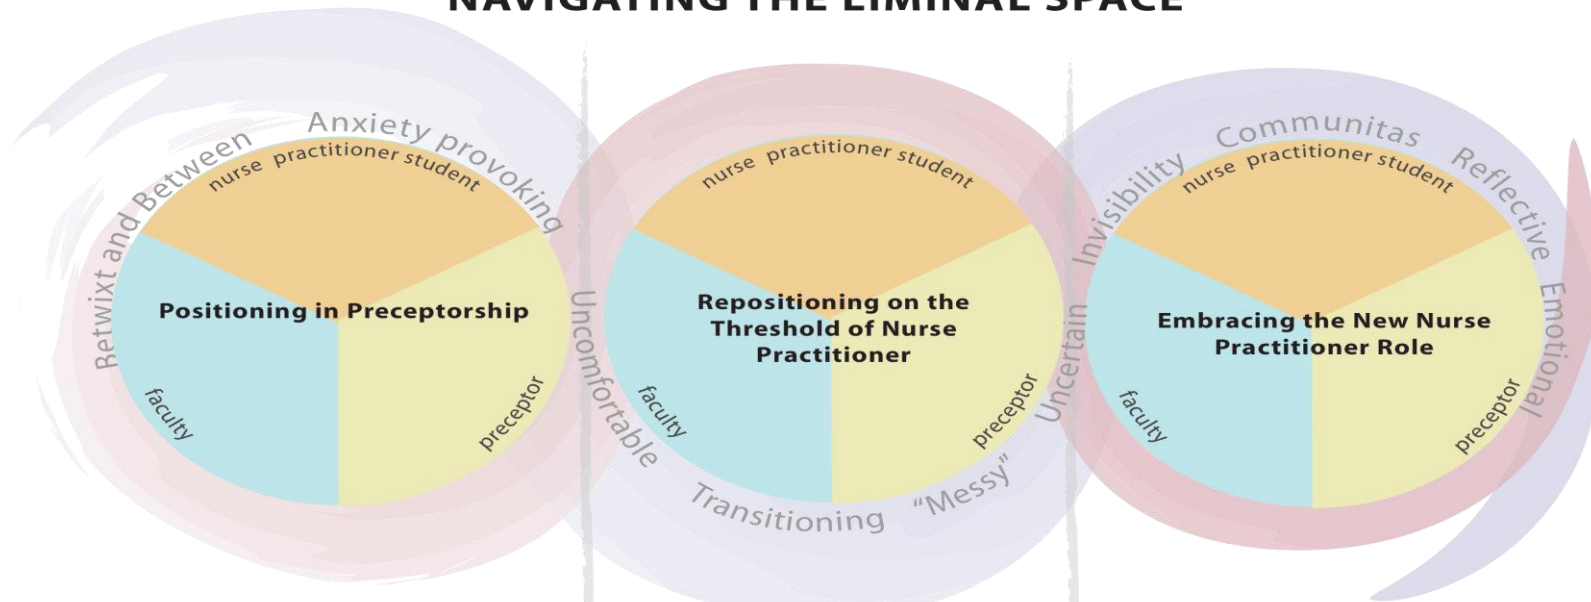 NAVIGATING THE LIMINAL SPACE
Betwixt and Between
Anxiety provoking
nurse practitioner student
Positioning in Preceptorship
faculty
preceptor
Uncomfortable
Transitioning
“Messy”
Uncertain
nurse practitioner student
Repositioning on the
Threshold of Nurse
Practitioner
faculty
preceptor
Invisibility
Communitas
Reflective
Emotional
nurse practitioner student
Embracing the New Nurse
Practitioner Role
faculty
preceptor